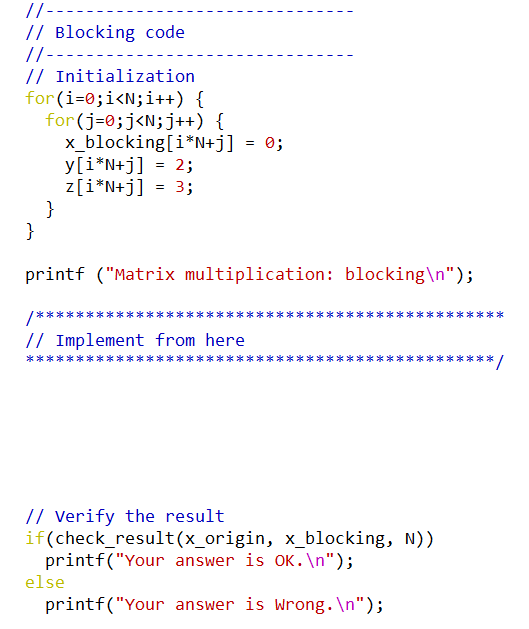 //-------------------------------
// Blocking code
//-------------------------------
// Initialization
for(i=0;i<N;i++) {
  for(j=0;j<N;j++) {
    x_blocking[i*N+j] = 0;
    y[i*N+j] = 2;
    z[i*N+j] = 3;
  }
}
printf ("Matrix multiplication: blocking\n");
/***********************************************
// Implement from here
***********************************************/
// Verify the result
if(check_result(x_origin, x_blocking, N))
  printf("Your answer is OK.\n");
else
  printf("Your answer is Wrong.\n");